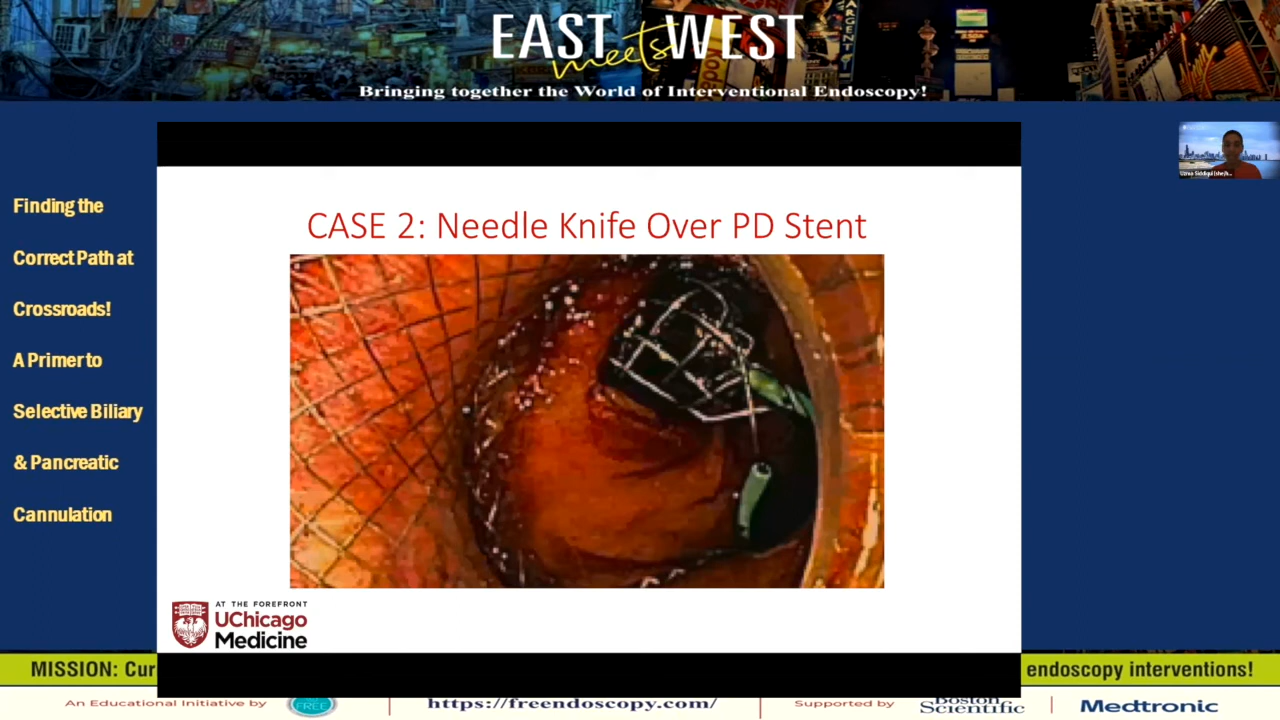 EAST meets WEST
Bringing together the World of Interventional Endoscopy!
Finding the
Correct Path at
Crossroads!
A Primer to
Selective Biliary
& Pancreatic
Cannulation
CASE 2: Needle Knife Over PD Stent
AT THE FOREFRONT
UChicago
Medicine
MISSION: Cur
endoscopy interventions!
An Educational Initiative by
FREE
https://freendoscopy.com/
Supported by
Boston
Scientific
Medtronic